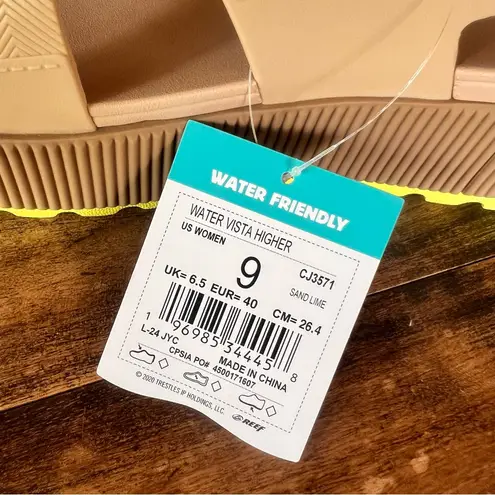 WATER FRIENDLY
WATER VISTA HIGHER
US WOMEN
9
CJ3571
SAND LIME
UK= 6.5 EUR= 40 CM= 26.4
1 96985 34445 8
L-24 JYC
MADE IN CHINA
CPSIA PO# 4500171607
© 2020 TRESTLES IP HOLDINGS, LLC.
REEF